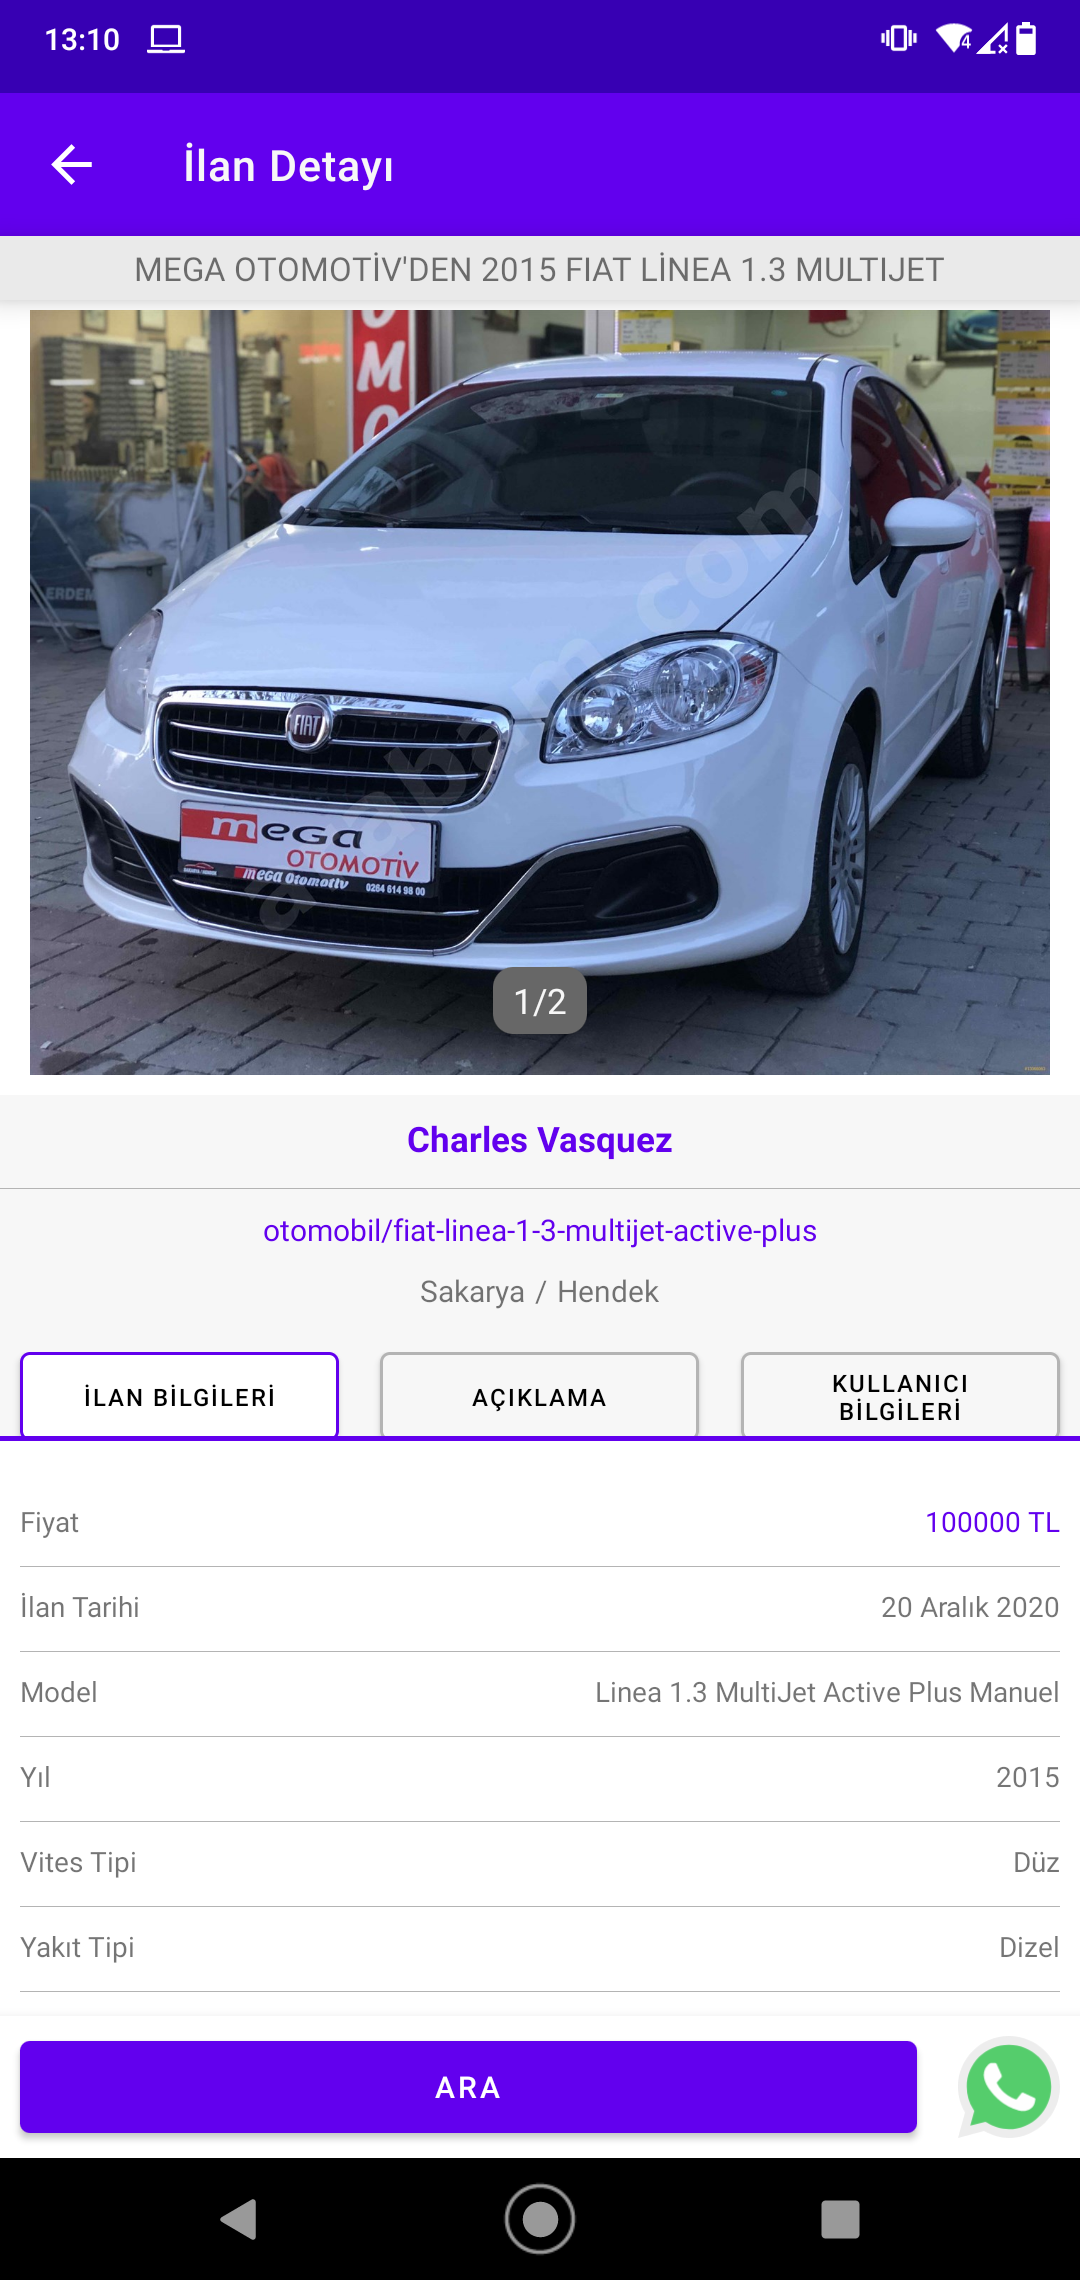 13:10
İlan Detayı
MEGA OTOMOTİV'DEN 2015 FIAT LİNEA 1.3 MULTIJET
OMO
ERDEM
FIAT
mega
OTOMOTİV
mega Otomotiv 0264 614 98 00
1/2
Charles Vasquez
otomobil/fiat-linea-1-3-multijet-active-plus
Sakarya / Hendek
İLAN BİLGİLERİ
AÇIKLAMA
KULLANICI
BİLGİLERİ
Fiyat 100000 TL
İlan Tarihi 20 Aralık 2020
Model Linea 1.3 MultiJet Active Plus Manuel
Yıl 2015
Vites Tipi Düz
Yakıt Tipi Dizel
ARA